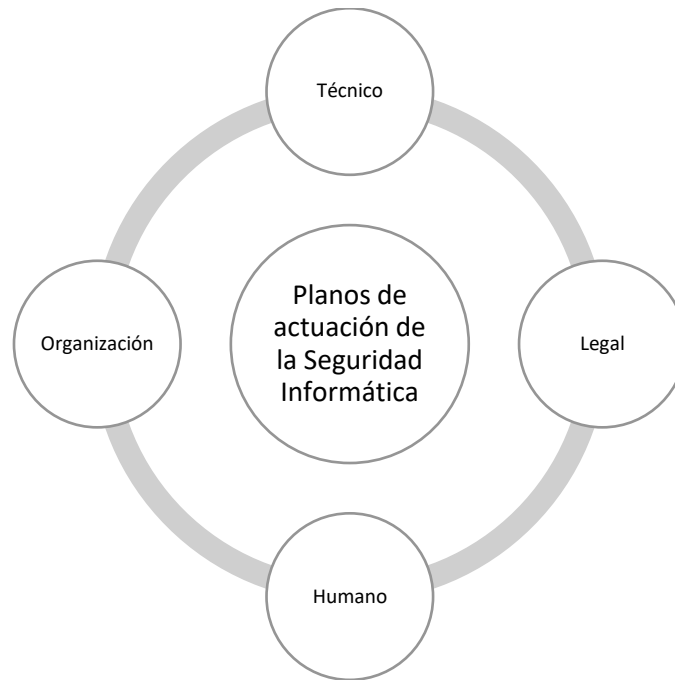 Técnico
Organización
Planos de
actuación de
la Seguridad
Informática
Legal
Humano